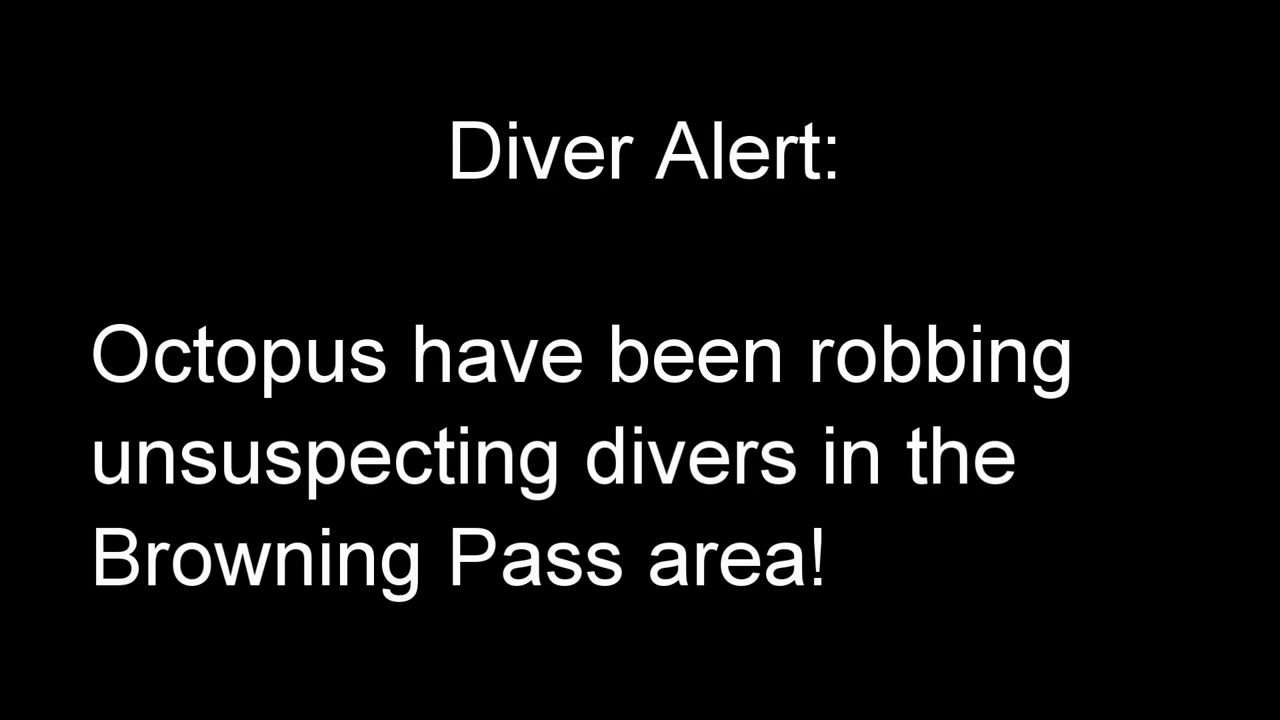 Diver Alert:
Octopus have been robbing
unsuspecting divers in the
Browning Pass area!